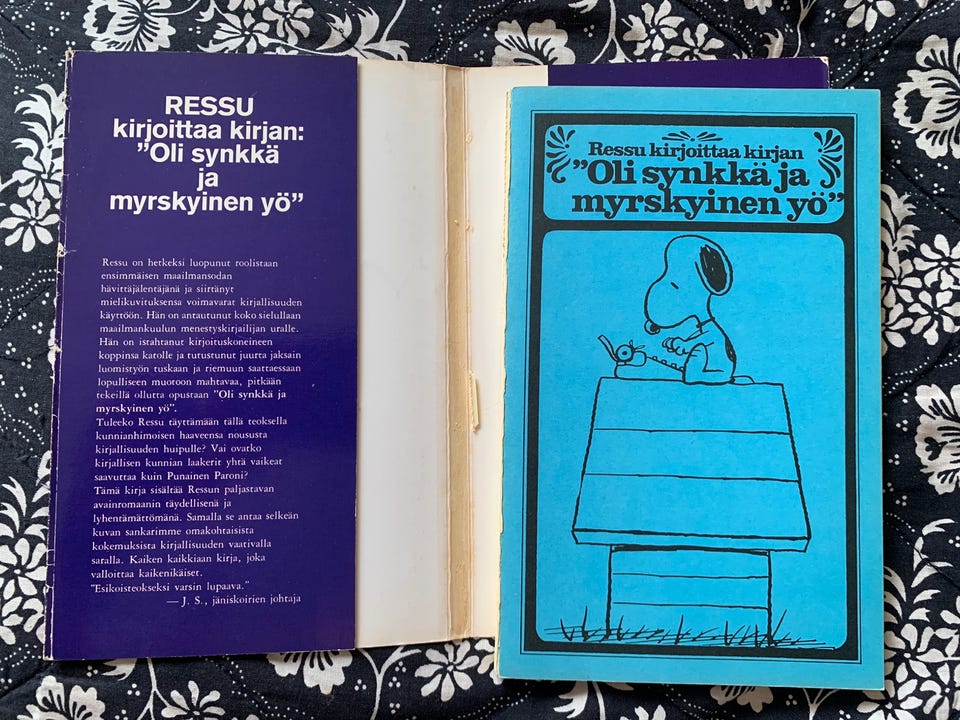 RESSU
kirjoittaa kirjan:
”Oli synkkä
ja
myrskyinen yö”
Ressu on hetkeksi luopunut roolistaan
ensimmäisen maailmansodan
hävittäjälentäjänä ja siirtänyt
mielikuvituksensa voimavarat kirjallisuuden
käyttöön. Hän on antautunut koko sielullaan
maailmankuulun menestyskirjailijan uralle.
Hän on istahtanut kirjoituskoneineen
koppinsa katolle ja tutustunut juurta jaksain
luomistyön tuskaan ja riemuun saattaessaan
lopulliseen muotoon mahtavaa, pitkään
tekeillä ollutta opustaan ”Oli synkkä ja
myrskyinen yö”.
Tuleeko Ressu täyttämään tällä teoksella
kunnianhimoisen haaveensa noususta
kirjallisuuden huipulle? Vai ovatko
kirjallisen kunnian laakerit yhtä vaikeat
saavuttaa kuin Punainen Paroni?
Tämä kirja sisältää Ressun paljastavan
avainromaanin täydellisenä ja
lyhentämättömänä. Samalla se antaa selkeän
kuvan sankarimme omakohtaisista
kokemuksista kirjallisuuden vaativalla
saralla. Kaiken kaikkiaan kirja, joka
valloittaa kaikenikäiset.
”Esikoisteokseksi varsin lupaava.”
— J. S., jäniskoirien johtaja
Ressu kirjoittaa kirjan
”Oli synkkä ja
myrskyinen yö”